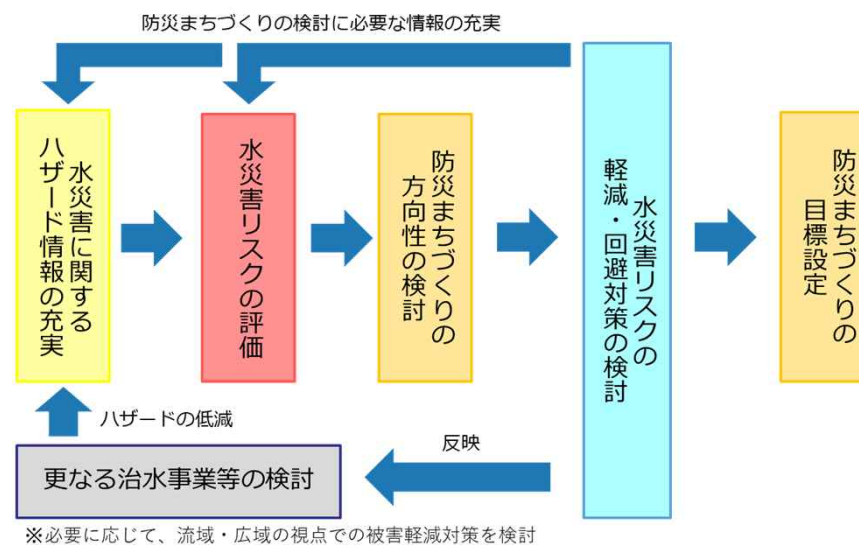 防災まちづくりの検討に必要な情報の充実
水災害に関する
ハザード情報の充実
水災害リスクの評価
防災まちづくりの
方向性の検討
水災害リスクの
軽減・回避対策の検討
防災まちづくりの
目標設定
ハザードの低減
反映
更なる治水事業等の検討
※必要に応じて、流域・広域の視点での被害軽減対策を検討